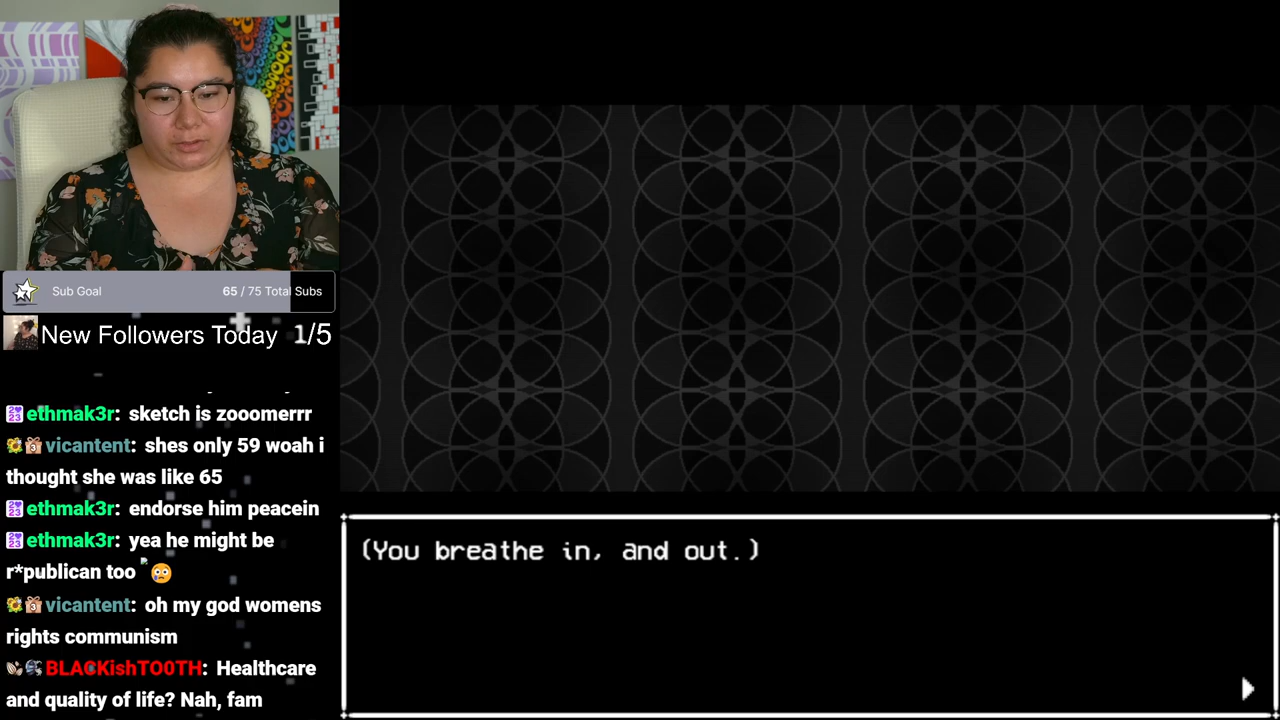 Sub Goal
65 / 75 Total Subs
New Followers Today 1/5
ethmak3r: sketch is zooomerrr
vicantent: shes only 59 woah i
thought she was like 65
ethmak3r: endorse him peacein
ethmak3r: yea he might be
r*publican too
vicantent: oh my god womens
rights communism
BLACKishTO0TH: Healthcare
and quality of life? Nah, fam
(You breathe in, and out.)